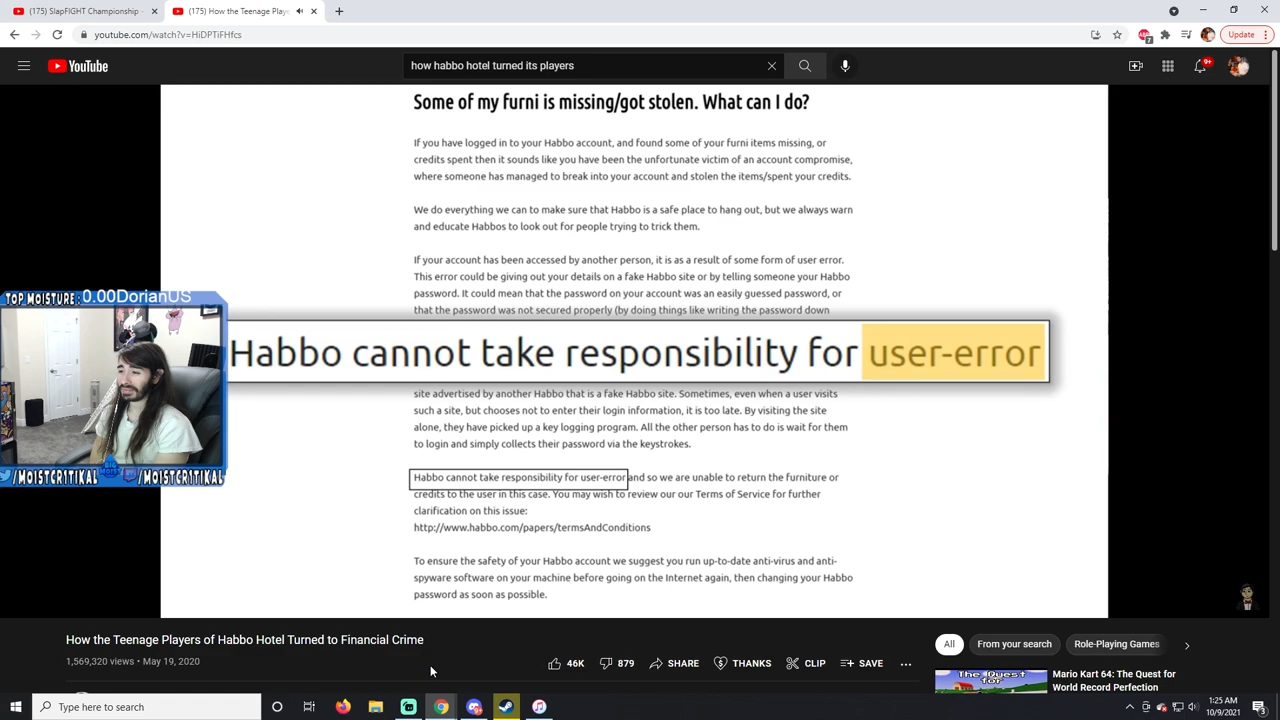 (175) SlapFIGHT Championship -
(175) How the Teenage Playe
youtube.com/watch?v=HiDPTiFHfcs
7
Update
YouTube
how habbo hotel turned its players
9+
Some of my furni is missing/got stolen. What can I do?
If you have logged in to your Habbo account, and found some of your furni items missing, or
credits spent then it sounds like you have been the unfortunate victim of an account compromise,
where someone has managed to break into your account and stolen the items/spent your credits.
We do everything we can to make sure that Habbo is a safe place to hang out, but we always warn
and educate Habbos to look out for people trying to trick them.
If your account has been accessed by another person, it is as a result of some form of user error.
This error could be giving out your details on a fake Habbo site or by telling someone your Habbo
password. It could mean that the password on your account was an easily guessed password, or
that the password was not secured properly (by doing things like writing the password down
TOP MOISTURE: 0.00DorianUS
Habbo cannot take responsibility for user-error
site advertised by another Habbo that is a fake Habbo site. Sometimes, even when a user visits
such a site, but chooses not to enter their login information, it is too late. By visiting the site
alone, they have picked up a key logging program. All the other person has to do is wait for them
to login and simply collects their password via the keystrokes.
BIG MOIST
/MOISTCRITIKAL
/MOISTCRITIKAL
Habbo cannot take responsibility for user-error and so we are unable to return the furniture or
credits to the user in this case. You may wish to review our our Terms of Service for further
clarification on this issue:
http://www.habbo.com/papers/termsAndConditions
To ensure the safety of your Habbo account we suggest you run up-to-date anti-virus and anti-
spyware software on your machine before going on the Internet again, then changing your Habbo
password as soon as possible.
How the Teenage Players of Habbo Hotel Turned to Financial Crime
1,569,320 views • May 19, 2020
46K 879 SHARE THANKS CLIP SAVE
All From your search Role-Playing Games
The Quest for
Mario Kart 64: The Quest for
World Record Perfection
Type here to search
1:25 AM
10/9/2021
3